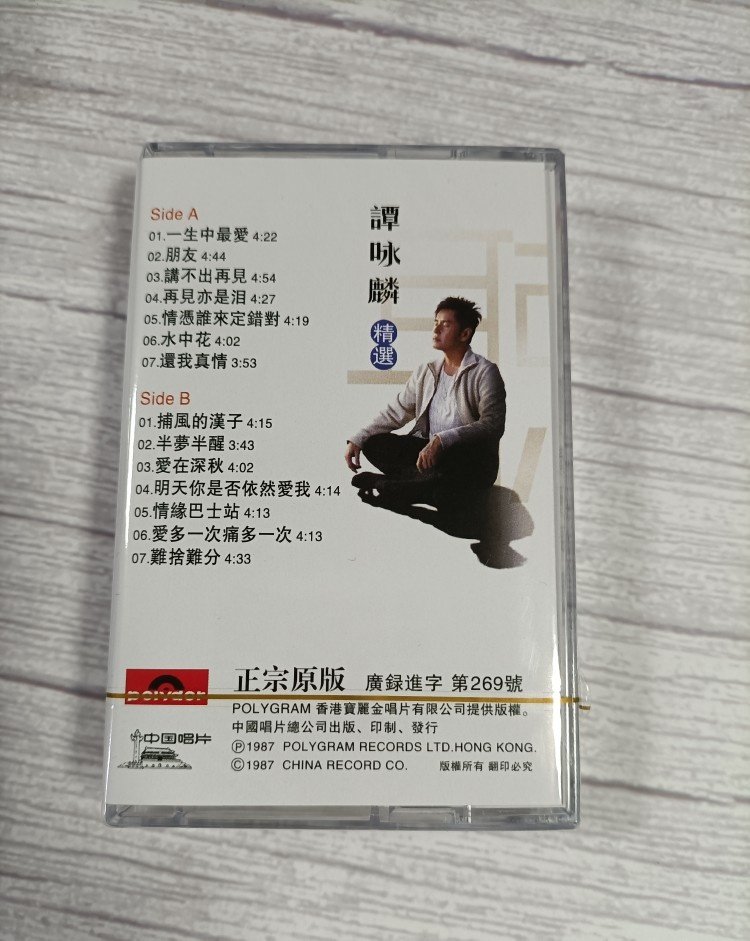 Side A
01.一生中最愛 4:22
02.朋友 4:44
03.講不出再見 4:54
04.再見亦是泪 4:27
05.情憑誰來定錯對 4:19
06.水中花 4:02
07.還我真情 3:53
Side B
01.捕風的漢子 4:15
02.半夢半醒 3:43
03.愛在深秋 4:02
04.明天你是否依然愛我 4:14
05.情緣巴士站 4:13
06.愛多一次痛多一次 4:13
07.難捨難分 4:33
譚咏麟
精選
polydor
正宗原版 廣録進字 第269號
POLYGRAM 香港寶麗金唱片有限公司提供版權。
中國唱片總公司出版、印制、發行
Ⓟ1987 POLYGRAM RECORDS LTD.HONG KONG.
中国唱片
Ⓒ1987 CHINA RECORD CO. 版權所有 翻印必究